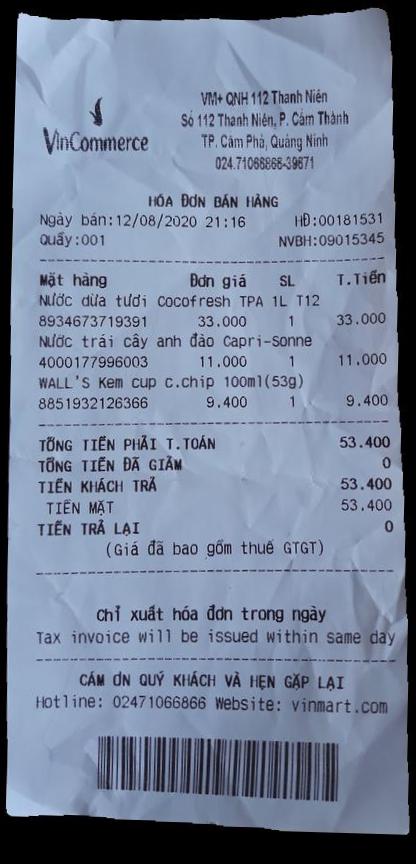 VinCommerce
VM+ QNH 112 Thanh Niên
Số 112 Thanh Niên, P. Cẩm Thành
TP. Cẩm Phả, Quảng Ninh
024.71066866-39671
HÓA ĐƠN BÁN HÀNG
Ngày bán:12/08/2020 21:16 HĐ:00181531
Quầy:001 NVBH:09015345
Mặt hàng Đơn giá SL T.Tiền
Nước dừa tươi Cocofresh TPA 1L T12
8934673719391 33.000 1 33.000
Nước trái cây anh đào Capri-Sonne
4000177996003 11.000 1 11.000
WALL'S Kem cup c.chip 100ml(53g)
8851932126366 9.400 1 9.400
TỔNG TIỀN PHẢI T.TOÁN 53.400
TỔNG TIỀN ĐÃ GIẢM 0
TIỀN KHÁCH TRẢ 53.400
TIỀN MẶT 53.400
TIỀN TRẢ LẠI 0
(Giá đã bao gồm thuế GTGT)
Chỉ xuất hóa đơn trong ngày
Tax invoice will be issued within same day
CẢM ƠN QUÝ KHÁCH VÀ HẸN GẶP LẠI
Hotline: 02471066866 Website: vinmart.com